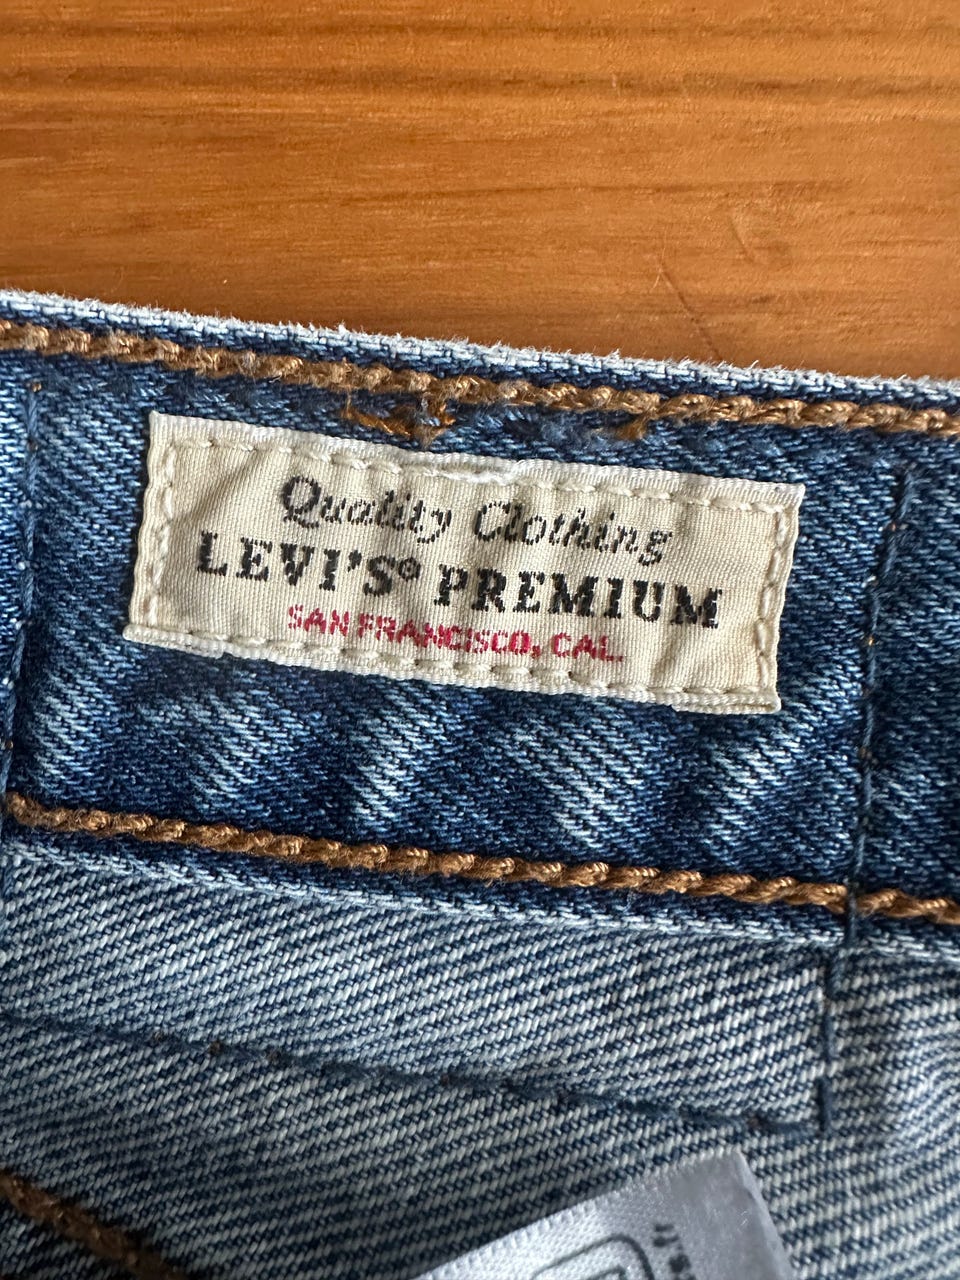 Quality Clothing
LEVI'S® PREMIUM
SAN FRANCISCO, CAL.